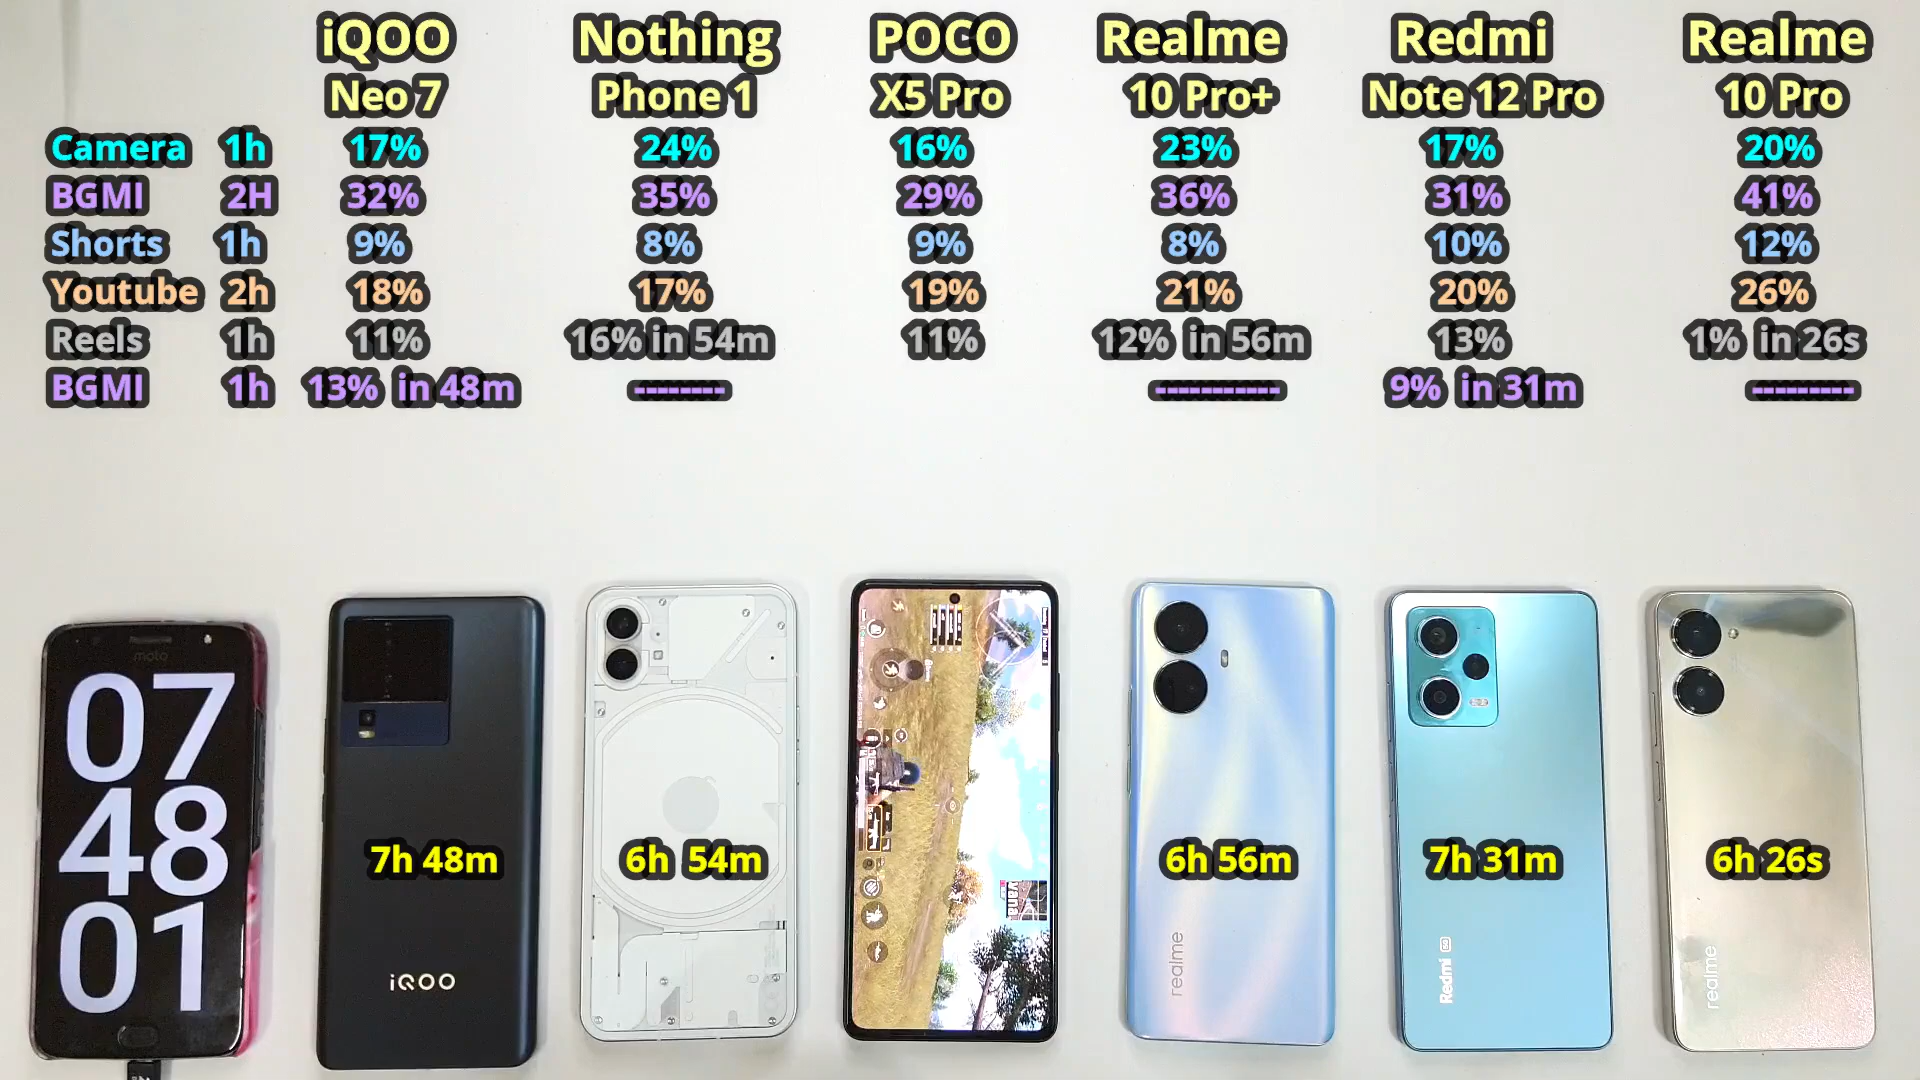 iQOO Nothing POCO Realme Redmi Realme
Neo 7 Phone 1 X5 Pro 10 Pro+ Note 12 Pro 10 Pro
Camera 1h 17% 24% 16% 23% 17% 20%
BGMI 2H 32% 35% 29% 36% 31% 41%
Shorts 1h 9% 8% 9% 8% 10% 12%
Youtube 2h 18% 17% 19% 21% 20% 26%
Reels 1h 11% 16% in 54m 11% 12% in 56m 13% 1% in 26s
BGMI 1h 13% in 48m -------- ----------- 9% in 31m ---------
moto
07
48
01
7h 48m 6h 54m 6h 56m 7h 31m 6h 26s
iQOO
realme
Redmi 5G
realme